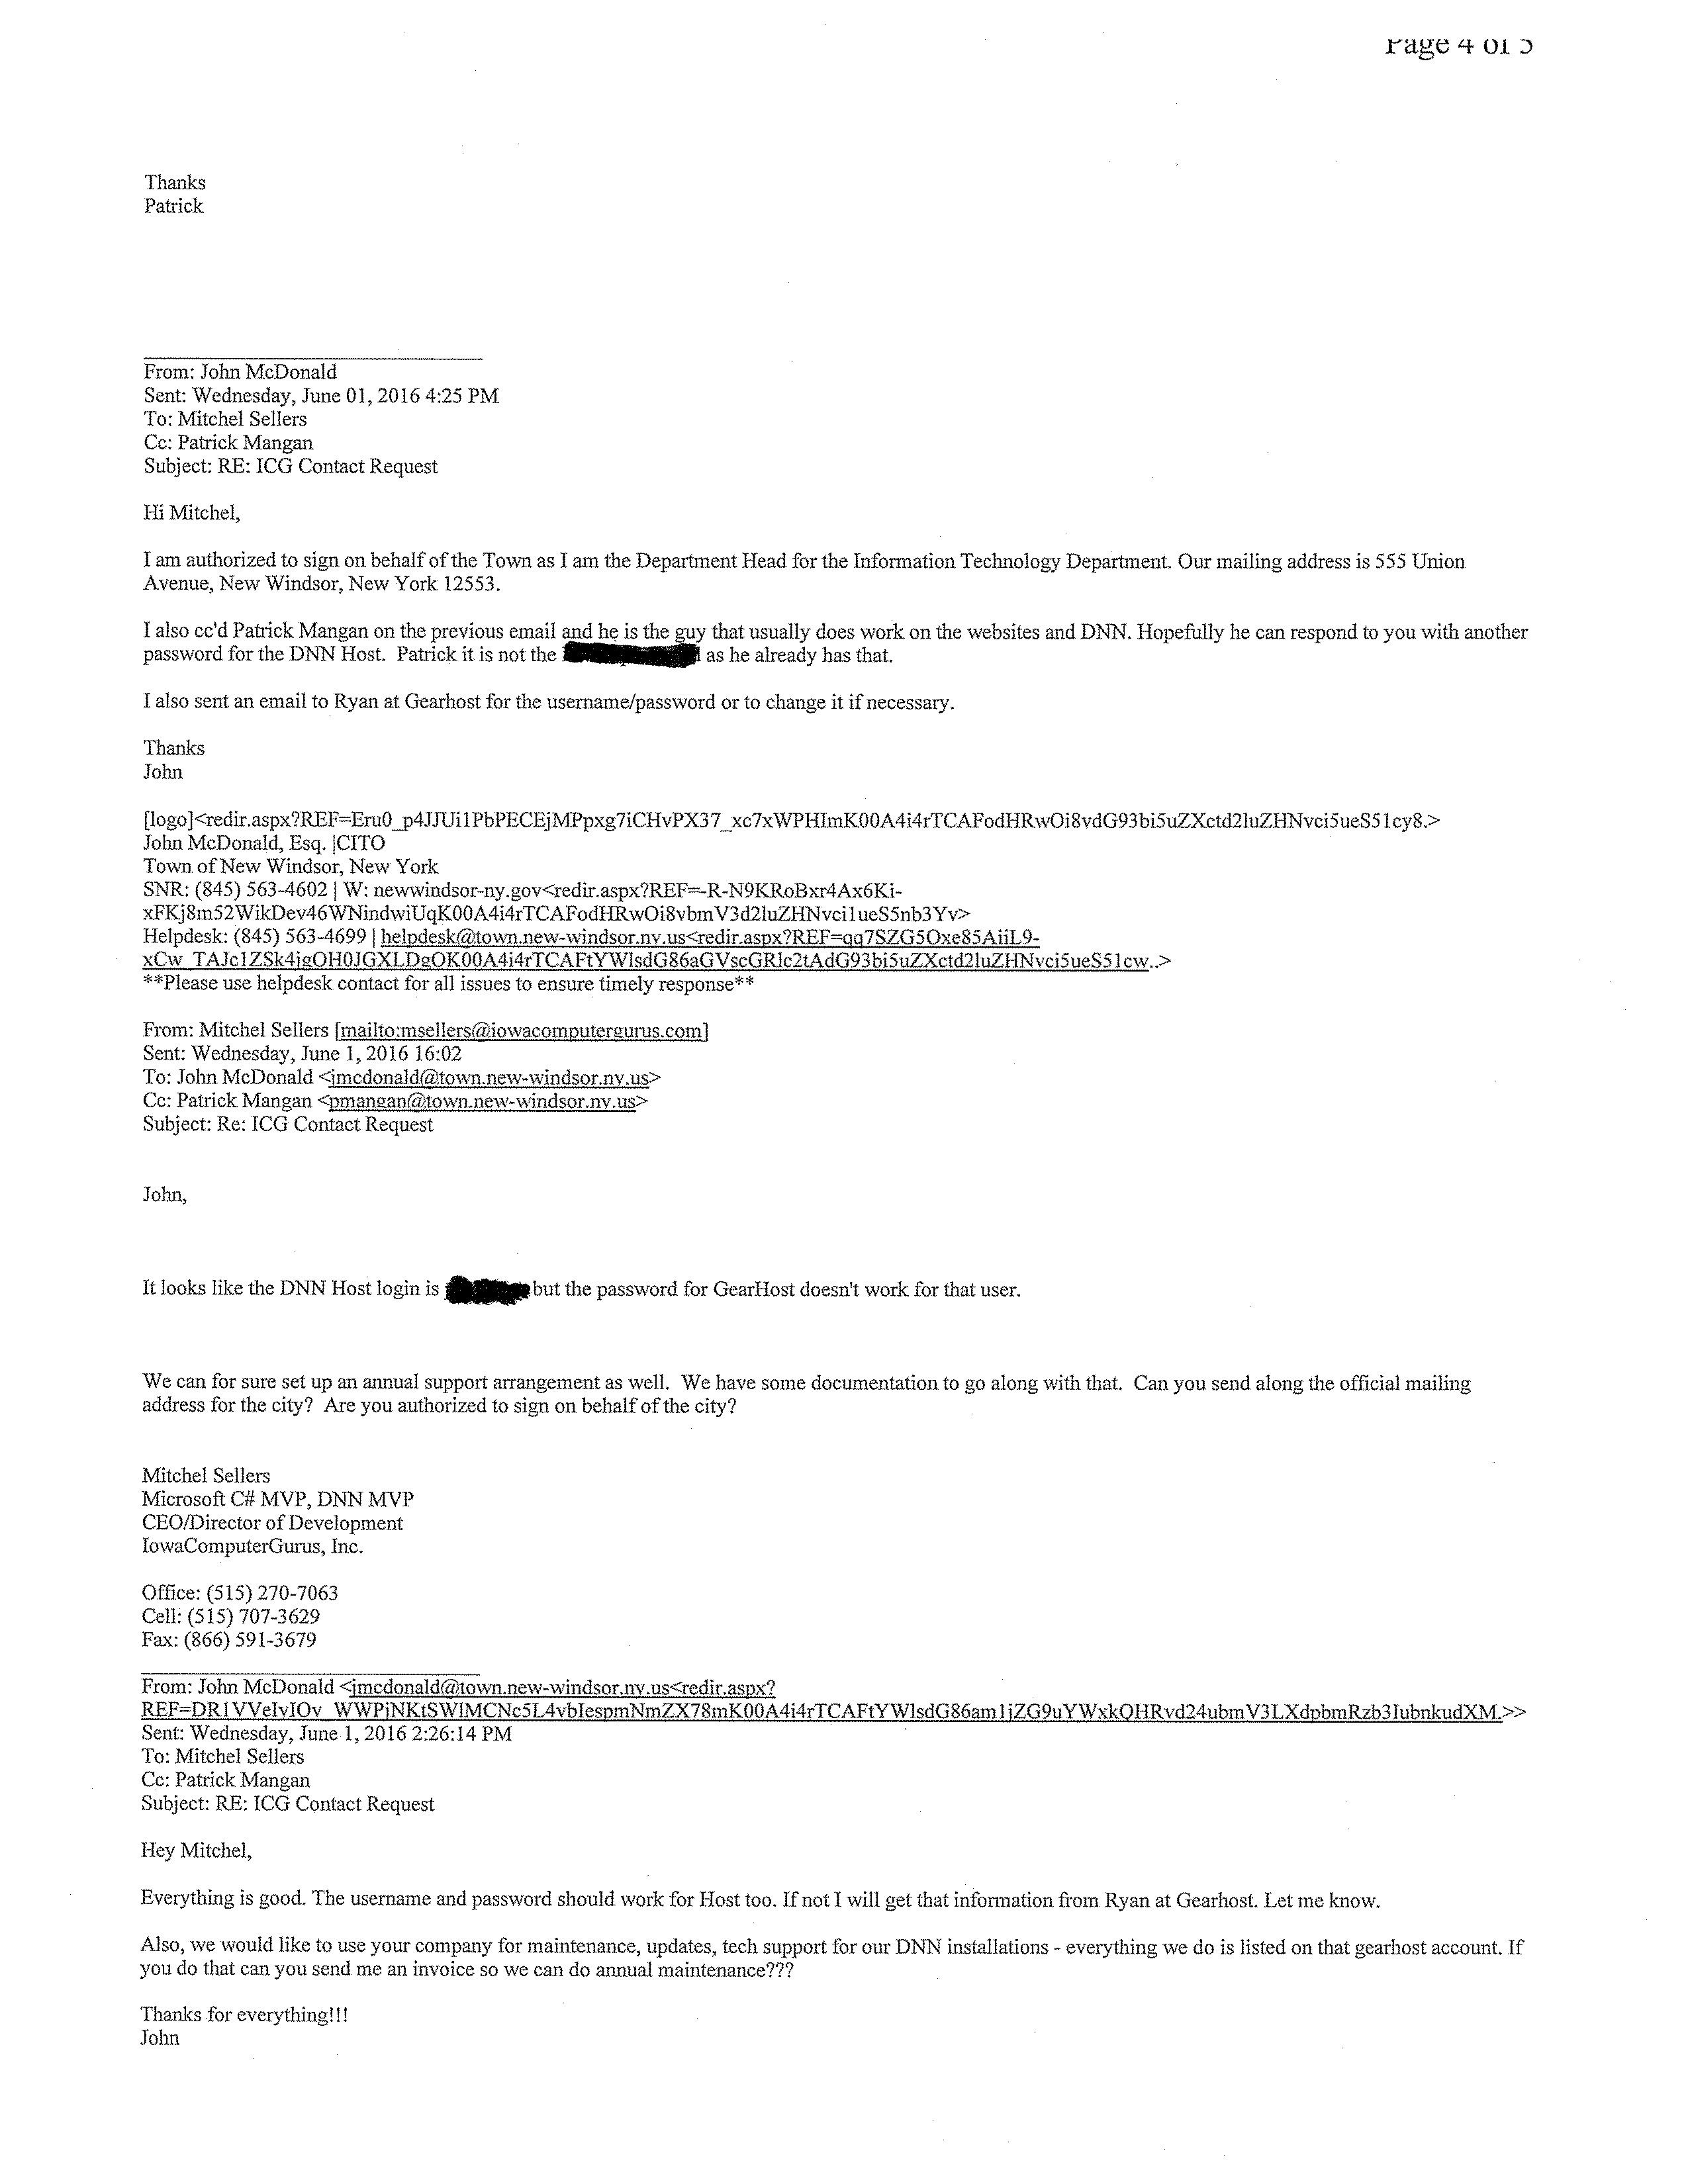 Page 4 of 5
Thanks
Patrick
From: John McDonald
Sent: Wednesday, June 01, 2016 4:25 PM
To: Mitchel Sellers
Cc: Patrick Mangan
Subject: RE: ICG Contact Request
Hi Mitchel,
I am authorized to sign on behalf of the Town as I am the Department Head for the Information Technology Department. Our mailing address is 555 Union
Avenue, New Windsor, New York 12553.
I also cc'd Patrick Mangan on the previous email and he is the guy that usually does work on the websites and DNN. Hopefully he can respond to you with another
password for the DNN Host.  Patrick it is not the as he already has that.
I also sent an email to Ryan at Gearhost for the username/password or to change it if necessary.
Thanks
John
[logo]<redir.aspx?REF=Eru0_p4JJUi1PbPECEjMPpxg7iCHvPX37_xc7xWPHImK00A4i4rTCAFodHRwOi8vdG93bi5uZXctd2luZHNvci5ueS51cy8.>
John McDonald, Esq. |CITO
Town of New Windsor, New York
SNR: (845) 563-4602 | W: newwindsor-ny.gov<redir.aspx?REF=-R-N9KRoBxr4Ax6Ki-
xFKj8m52WikDev46WNindwiUqK00A4i4rTCAFodHRwOi8vbmV3d2luZHNvci1ueS5nb3Yv>
Helpdesk: (845) 563-4699 | helpdesk@town.new-windsor.ny.us<redir.aspx?REF=qq7SZG5Oxe85AiiL9-
xCw_TAJc1ZSk4jgOH0JGXLDgOK00A4i4rTCAFtYWlsdG86aGVscGRlc2tAdG93bi5uZXctd2luZHNvci5ueS51cw..>
**Please use helpdesk contact for all issues to ensure timely response**
From: Mitchel Sellers [mailto:msellers@iowacomputergurus.com]
Sent: Wednesday, June 1, 2016 16:02
To: John McDonald <jmcdonald@town.new-windsor.ny.us>
Cc: Patrick Mangan <pmangan@town.new-windsor.ny.us>
Subject: Re: ICG Contact Request
John,
It looks like the DNN Host login is but the password for GearHost doesn't work for that user.
We can for sure set up an annual support arrangement as well.  We have some documentation to go along with that.  Can you send along the official mailing
address for the city?  Are you authorized to sign on behalf of the city?
Mitchel Sellers
Microsoft C# MVP, DNN MVP
CEO/Director of Development
IowaComputerGurus, Inc.
Office: (515) 270-7063
Cell: (515) 707-3629
Fax: (866) 591-3679
From: John McDonald <jmcdonald@town.new-windsor.ny.us<redir.aspx?
REF=DR1VVeIyIOv_WWPjNKtSWlMCNc5L4vbIespmNmZX78mK00A4i4rTCAFtYWlsdG86am1jZG9uYWxkQHRvd24ubmV3LXdpbmRzb3IubnkudXM.>>
Sent: Wednesday, June 1, 2016 2:26:14 PM
To: Mitchel Sellers
Cc: Patrick Mangan
Subject: RE: ICG Contact Request
Hey Mitchel,
Everything is good. The username and password should work for Host too. If not I will get that information from Ryan at Gearhost. Let me know.
Also, we would like to use your company for maintenance, updates, tech support for our DNN installations - everything we do is listed on that gearhost account. If
you do that can you send me an invoice so we can do annual maintenance???
Thanks for everything!!!
John